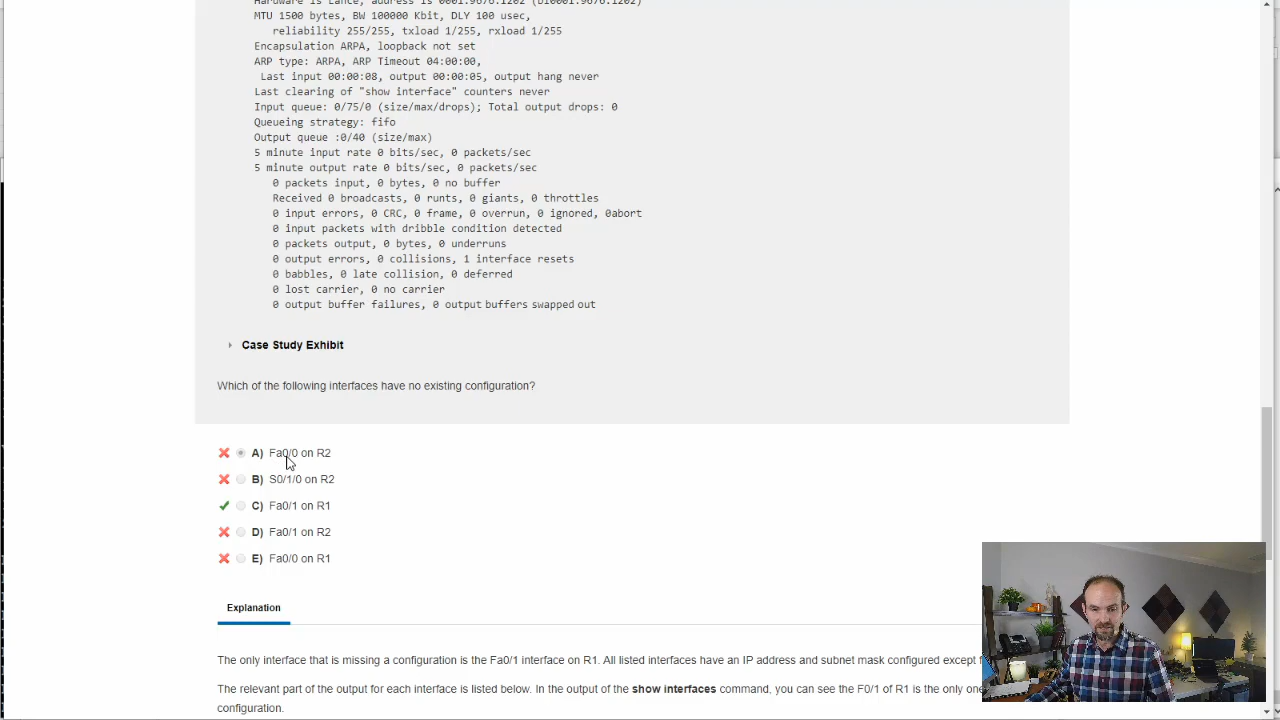 Hardware is Lance, address is 0001.9676.1202 (bia0001.9676.1202)
MTU 1500 bytes, BW 100000 Kbit, DLY 100 usec,
reliability 255/255, txload 1/255, rxload 1/255
Encapsulation ARPA, loopback not set
ARP type: ARPA, ARP Timeout 04:00:00,
Last input 00:00:08, output 00:00:05, output hang never
Last clearing of "show interface" counters never
Input queue: 0/75/0 (size/max/drops); Total output drops: 0
Queueing strategy: fifo
Output queue :0/40 (size/max)
5 minute input rate 0 bits/sec, 0 packets/sec
5 minute output rate 0 bits/sec, 0 packets/sec
0 packets input, 0 bytes, 0 no buffer
Received 0 broadcasts, 0 runts, 0 giants, 0 throttles
0 input errors, 0 CRC, 0 frame, 0 overrun, 0 ignored, 0abort
0 input packets with dribble condition detected
0 packets output, 0 bytes, 0 underruns
0 output errors, 0 collisions, 1 interface resets
0 babbles, 0 late collision, 0 deferred
0 lost carrier, 0 no carrier
0 output buffer failures, 0 output buffers swapped out
Case Study Exhibit
Which of the following interfaces have no existing configuration?
A) Fa0/0 on R2
B) S0/1/0 on R2
C) Fa0/1 on R1
D) Fa0/1 on R2
E) Fa0/0 on R1
Explanation
The only interface that is missing a configuration is the Fa0/1 interface on R1. All listed interfaces have an IP address and subnet mask configured except
The relevant part of the output for each interface is listed below. In the output of the show interfaces command, you can see the F0/1 of R1 is the only one
configuration.